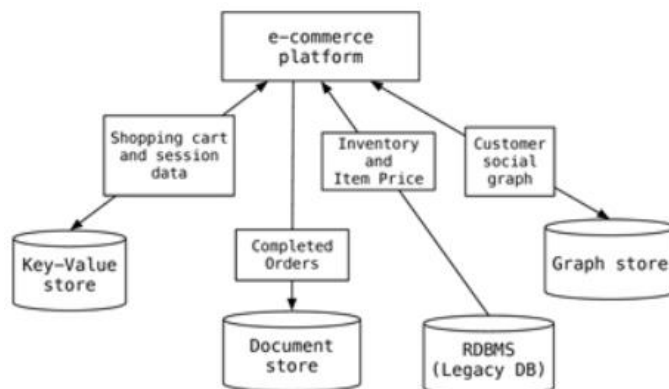 e-commerce
platform
Shopping cart
and session
data
Inventory
and
Item Price
Customer
social
graph
Completed
Orders
Key-Value
store
Graph store
Document
store
RDBMS
(Legacy DB)